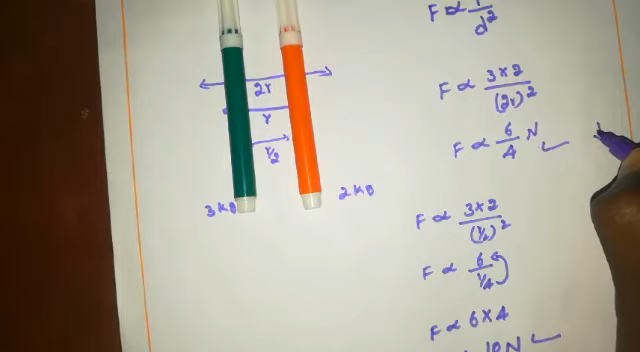 F ∝ 1/d²
2r
F ∝ 3×2/(2r)²
r
F ∝ 6/4 N
r/2
3KG
2KG
F ∝ 3×2/(½)²
F ∝ 6/¼
F ∝ 6×4